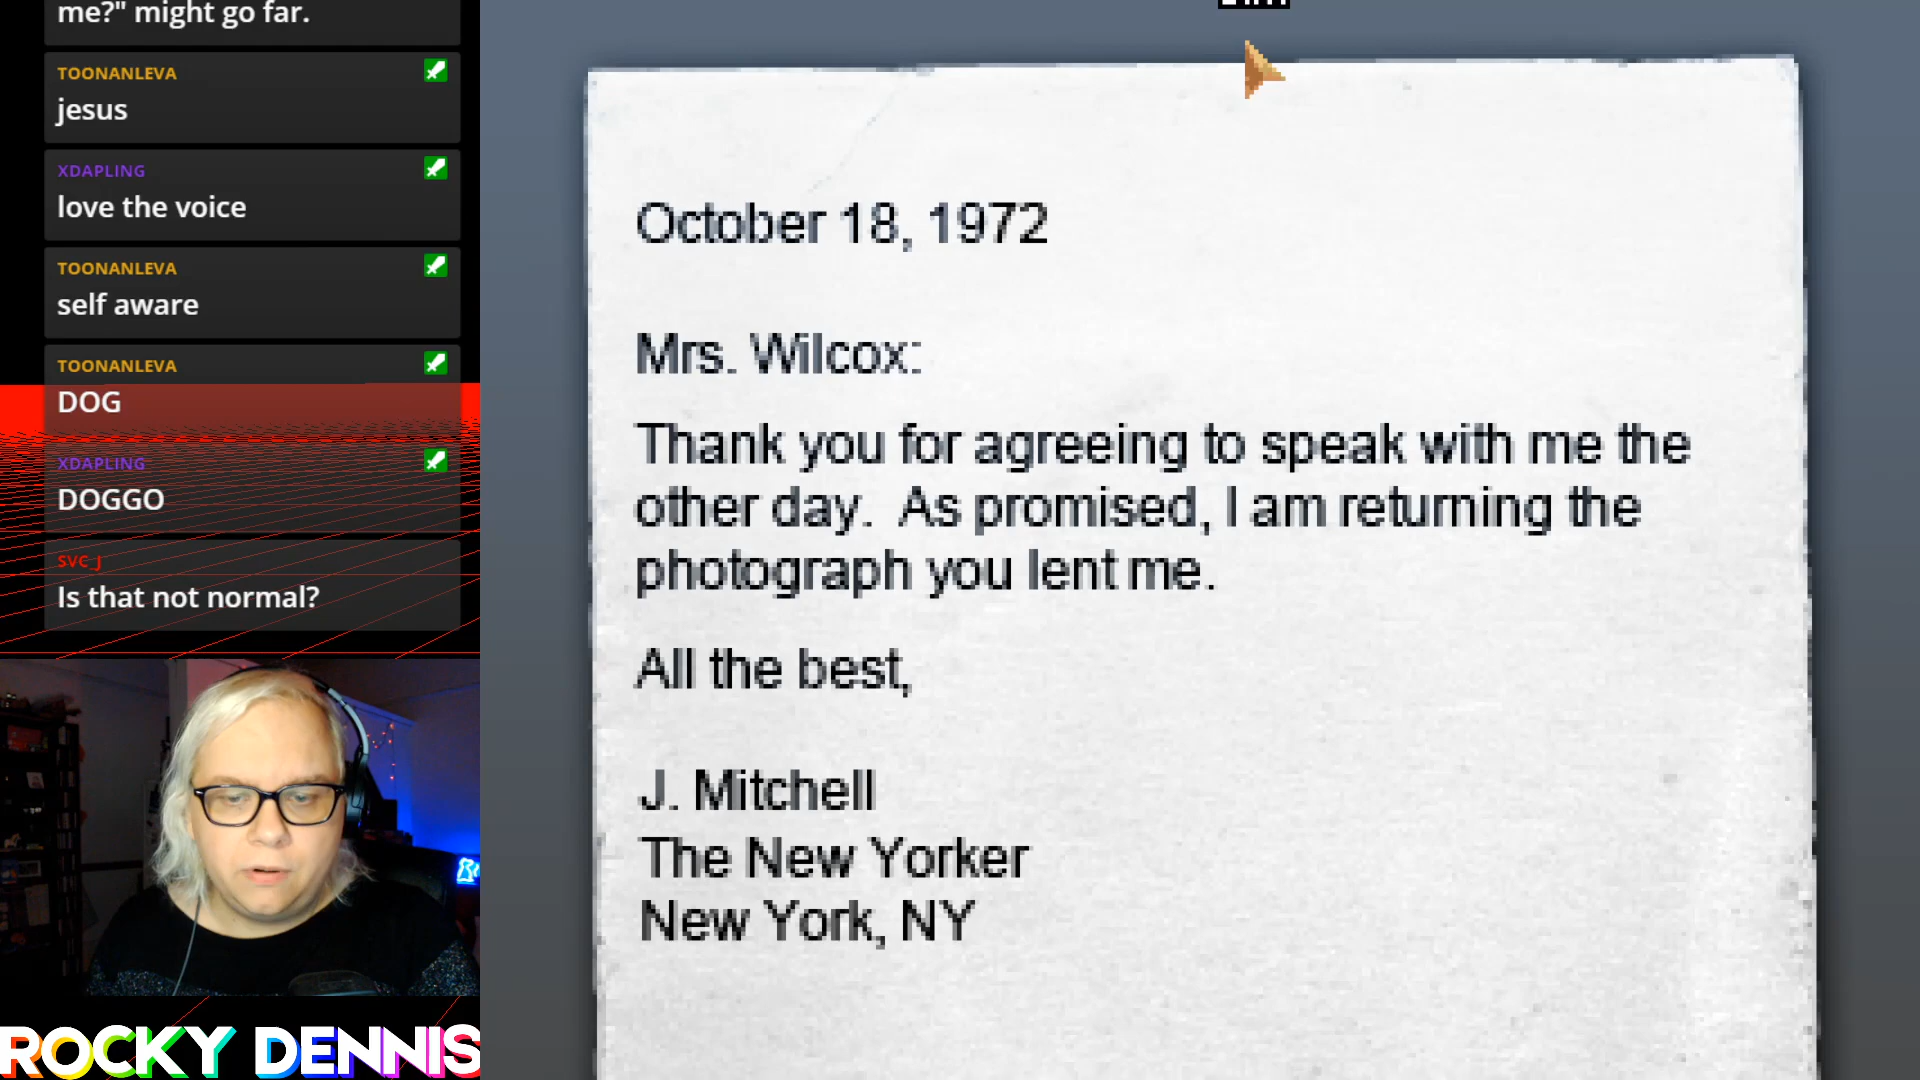 me?" might go far.
TOONANLEVA
jesus
XDAPLING
love the voice
TOONANLEVA
self aware
TOONANLEVA
DOG
XDAPLING
DOGGO
SVC_J
Is that not normal?
ROCKY DENNIS
October 18, 1972
Mrs. Wilcox:
Thank you for agreeing to speak with me the
other day.  As promised, I am returning the
photograph you lent me.
All the best,
J. Mitchell
The New Yorker
New York, NY